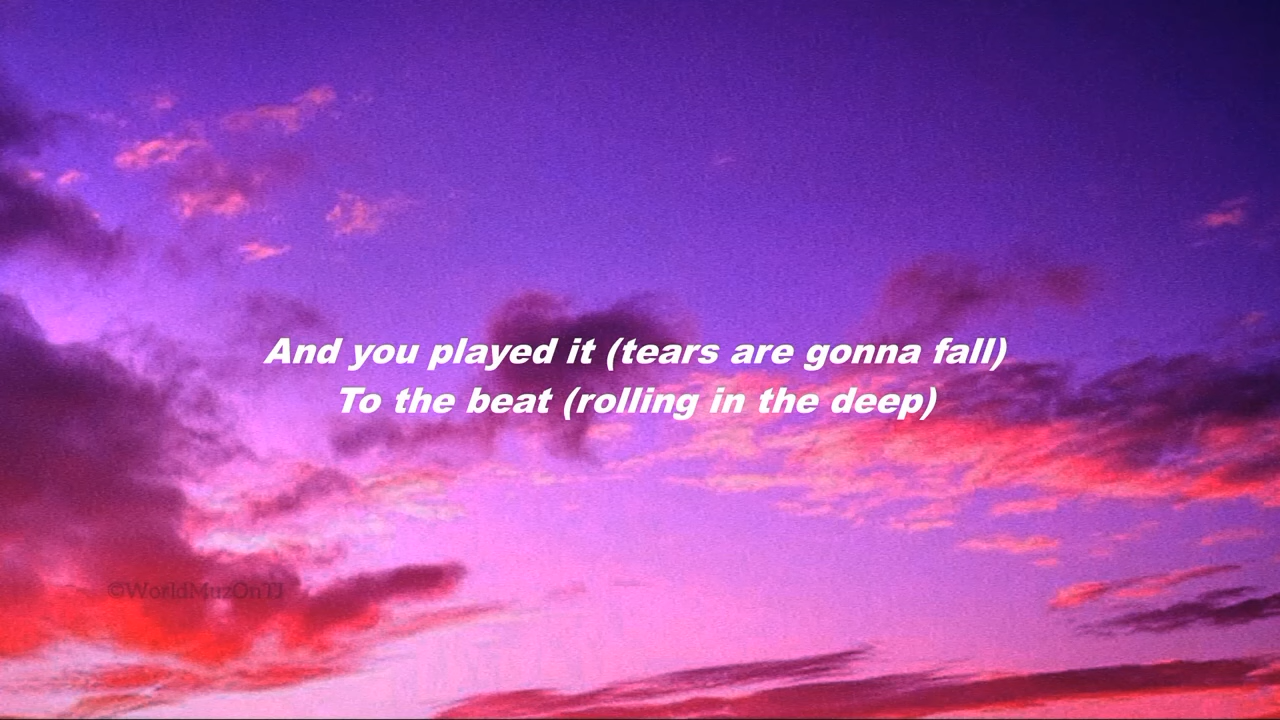 And you played it (tears are gonna fall)
To the beat (rolling in the deep)
©WorldMuzOnTJ